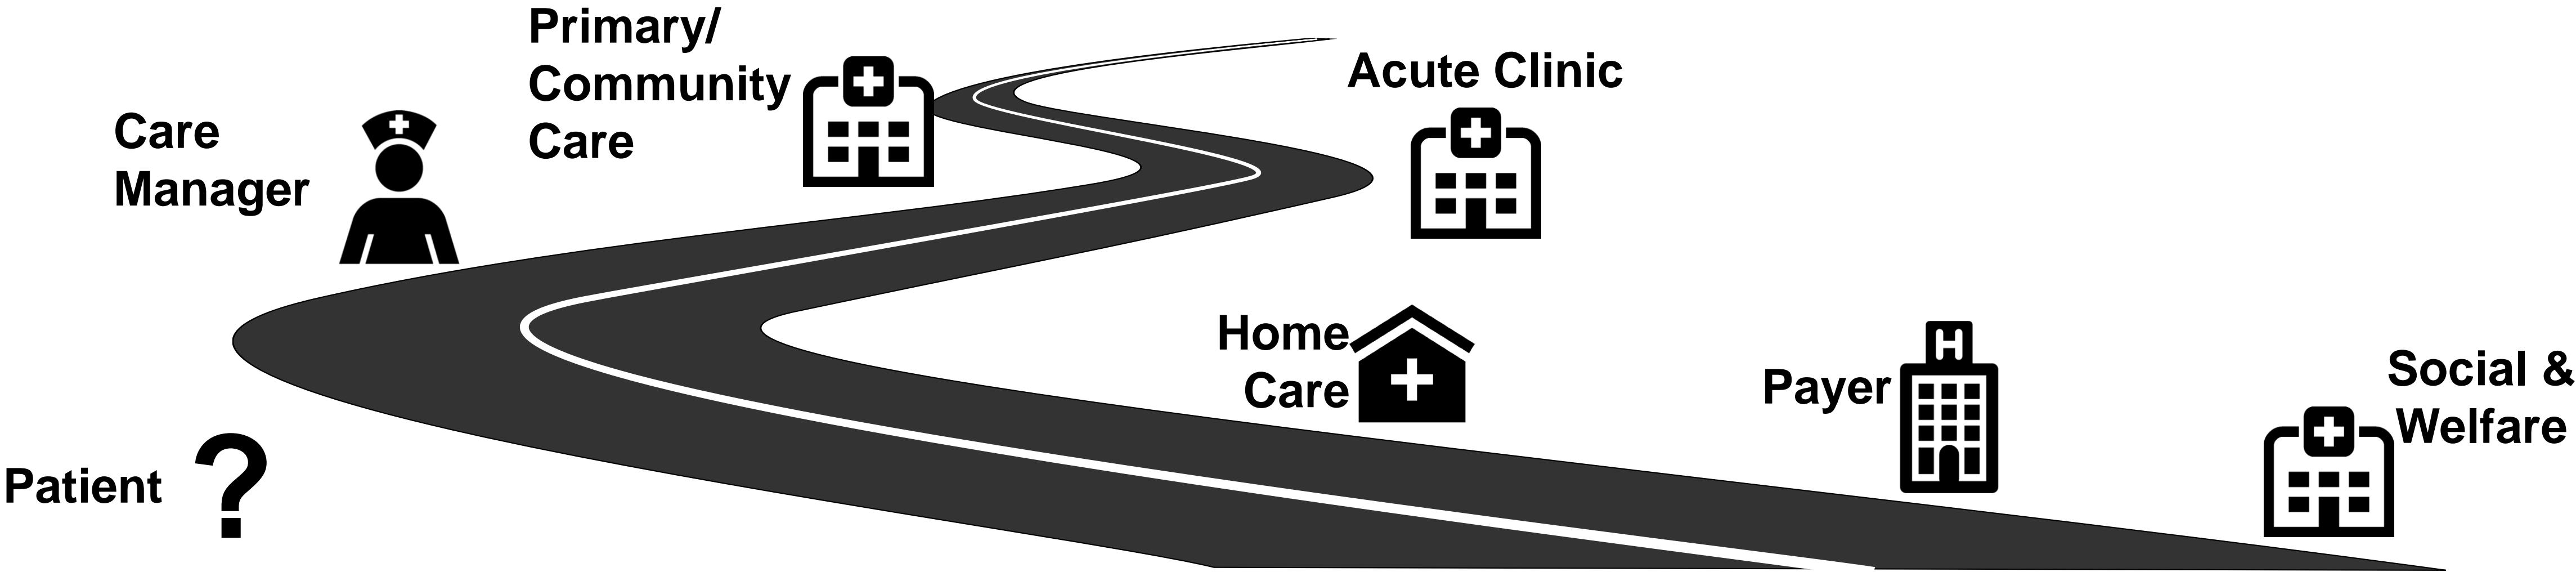 Primary/
Community
Care
Acute Clinic
Care
Manager
Home
Care
H
Payer
Social &
Welfare
Patient
?